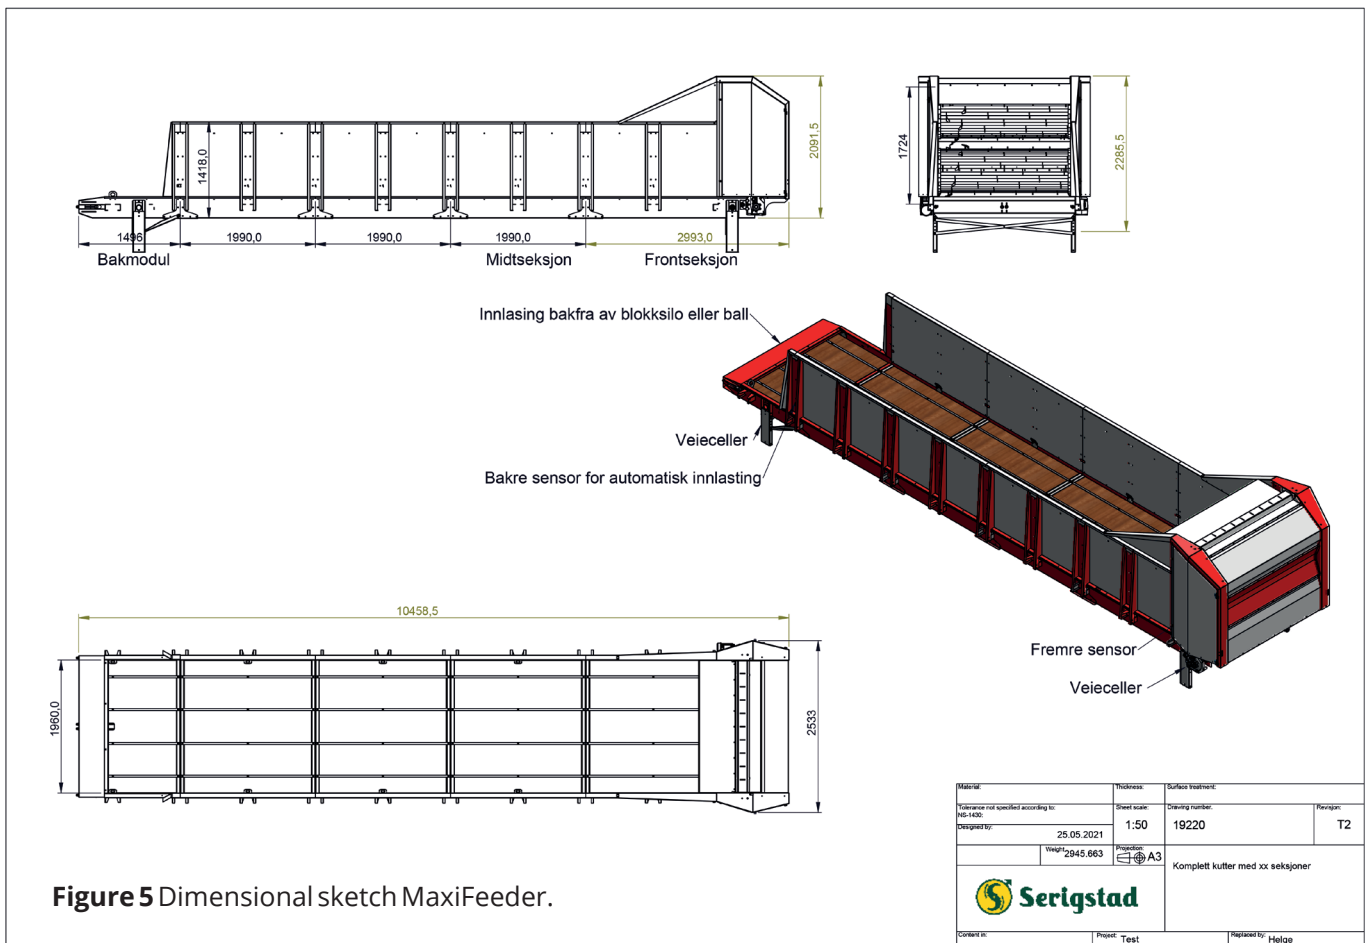 2091,5
1418,0
1724
2285,5
1496
1990,0
1990,0
1990,0
2993,0
Bakmodul
Midtseksjon
Frontseksjon
Innlasing bakfra av blokksilo eller ball
Veieceller
Bakre sensor for automatisk innlasting
Fremre sensor
Veieceller
10458,5
1960,0
2533
Material:
Thickness:
Surface treatment:
Tolerance not specified according to:
NS-1430:
Sheet scale:
1:50
Drawing number.
19220
Revisjon:
T2
Designed by:
25.05.2021
Weight
2945.663
Projection:
A3
Komplett kutter med xx seksjoner
Serigstad
Content in:
Project: Test
Replaced by: Helge
Figure 5 Dimensional sketch MaxiFeeder.